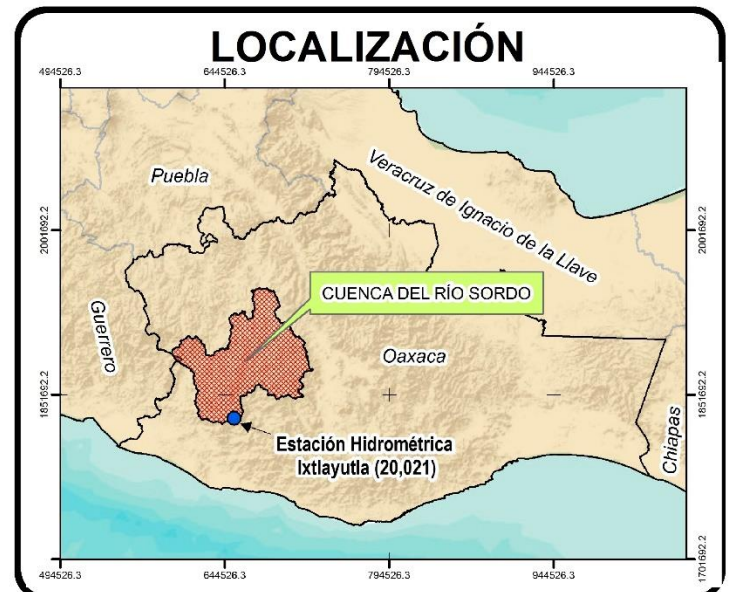 LOCALIZACIÓN
494526.3 644526.3 794526.3 944526.3
Puebla
Veracruz de Ignacio de la Llave
2001692.2 2001692.2
CUENCA DEL RÍO SORDO
Guerrero
Oaxaca
1851692.2 1851692.2
Estación Hidrométrica
Ixtlayutla (20,021)
Chiapas
1701692.2
494526.3 644526.3 794526.3 944526.3